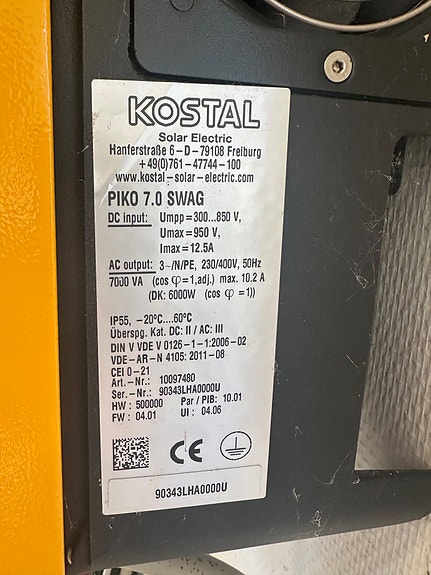 KOSTAL
Solar Electric
Hanferstraße 6-D-79108 Freiburg
+49(0)761-47744-100
www.kostal-solar-electric.com
PIKO 7.0 SWAG
DC input: Umpp=300...850 V,
Umax=950 V,
Imax=12.5A
AC output: 3~/N/PE, 230/400V, 50Hz
7000 VA (cos φ=1,adj.) max. 10.2 A
(DK: 6000W (cos φ =1))
IP55, -20°C....60°C
Überspg. Kat. DC: II / AC: III
DIN V VDE V 0126-1-1:2006-02
VDE-AR-N 4105: 2011-08
CEI 0-21
Art.-Nr.: 10097480
Ser.-Nr.: 90343LHA0000U
HW : 500000 Par / PIB: 10.01
FW : 04.01 UI : 04.06
CE
90343LHA0000U